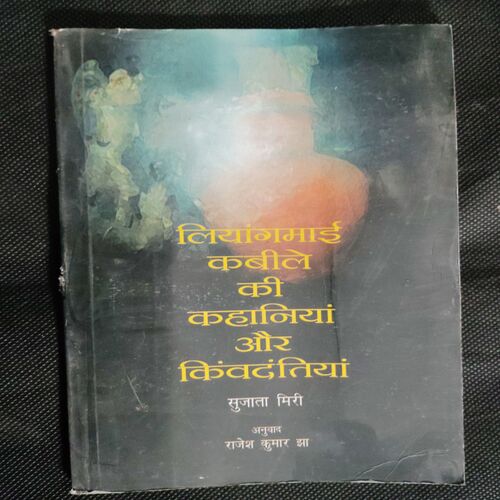 लियांगमाई
कबीले
की
कहानियां
और
किंवदंतियां
सुजाता मिरी
अनुवाद
राजेश कुमार झा